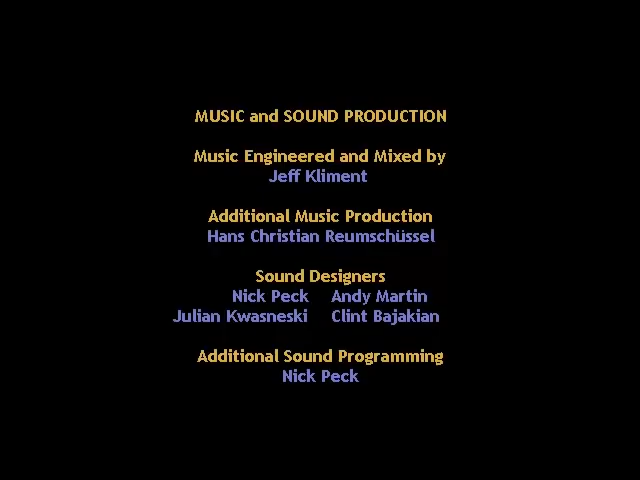 MUSIC and SOUND PRODUCTION
Music Engineered and Mixed by
Jeff Kliment
Additional Music Production
Hans Christian Reumschüssel
Sound Designers
Nick Peck Andy Martin
Julian Kwasneski Clint Bajakian
Additional Sound Programming
Nick Peck